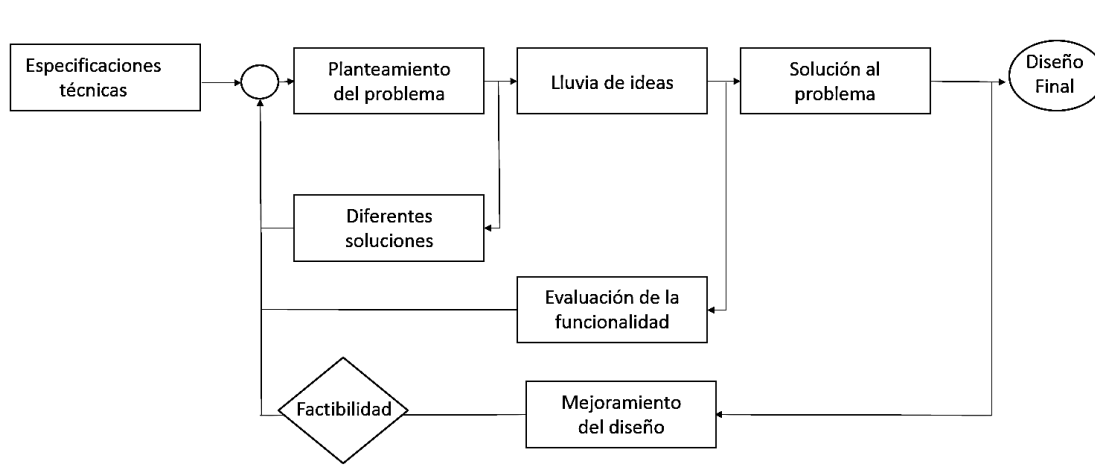 Especificaciones
técnicas
Planteamiento
del problema
Lluvia de ideas
Solución al
problema
Diseño
Final
Diferentes
soluciones
Evaluación de la
funcionalidad
Factibilidad
Mejoramiento
del diseño